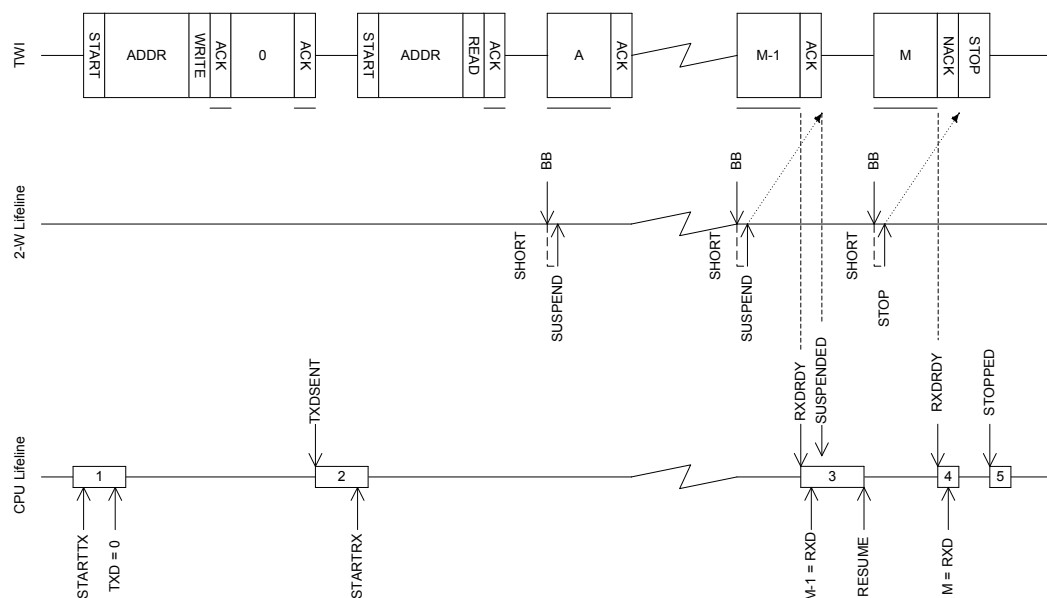 TWI
START
ADDR
WRITE
ACK
0
ACK
START
ADDR
READ
ACK
A
ACK
M-1
ACK
M
NACK
STOP
2-W Lifeline
BB
SHORT
SUSPEND
BB
SHORT
SUSPEND
BB
SHORT
STOP
CPU Lifeline
1
STARTTX
TXD = 0
TXDSENT
2
STARTRX
RXDRDY
SUSPENDED
3
M-1 = RXD
RESUME
RXDRDY
4
M = RXD
STOPPED
5